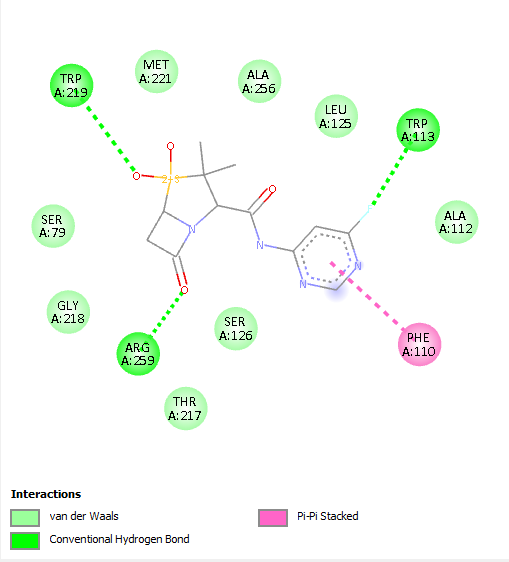 MET
A:221
TRP
A:219
ALA
A:256
LEU
A:125
TRP
A:113
O
O
2+S
O
SER
A:79
N
N
ALA
A:112
N
N
O
GLY
A:218
SER
A:126
ARG
A:259
PHE
A:110
THR
A:217
Interactions
van der Waals
Pi-Pi Stacked
Conventional Hydrogen Bond